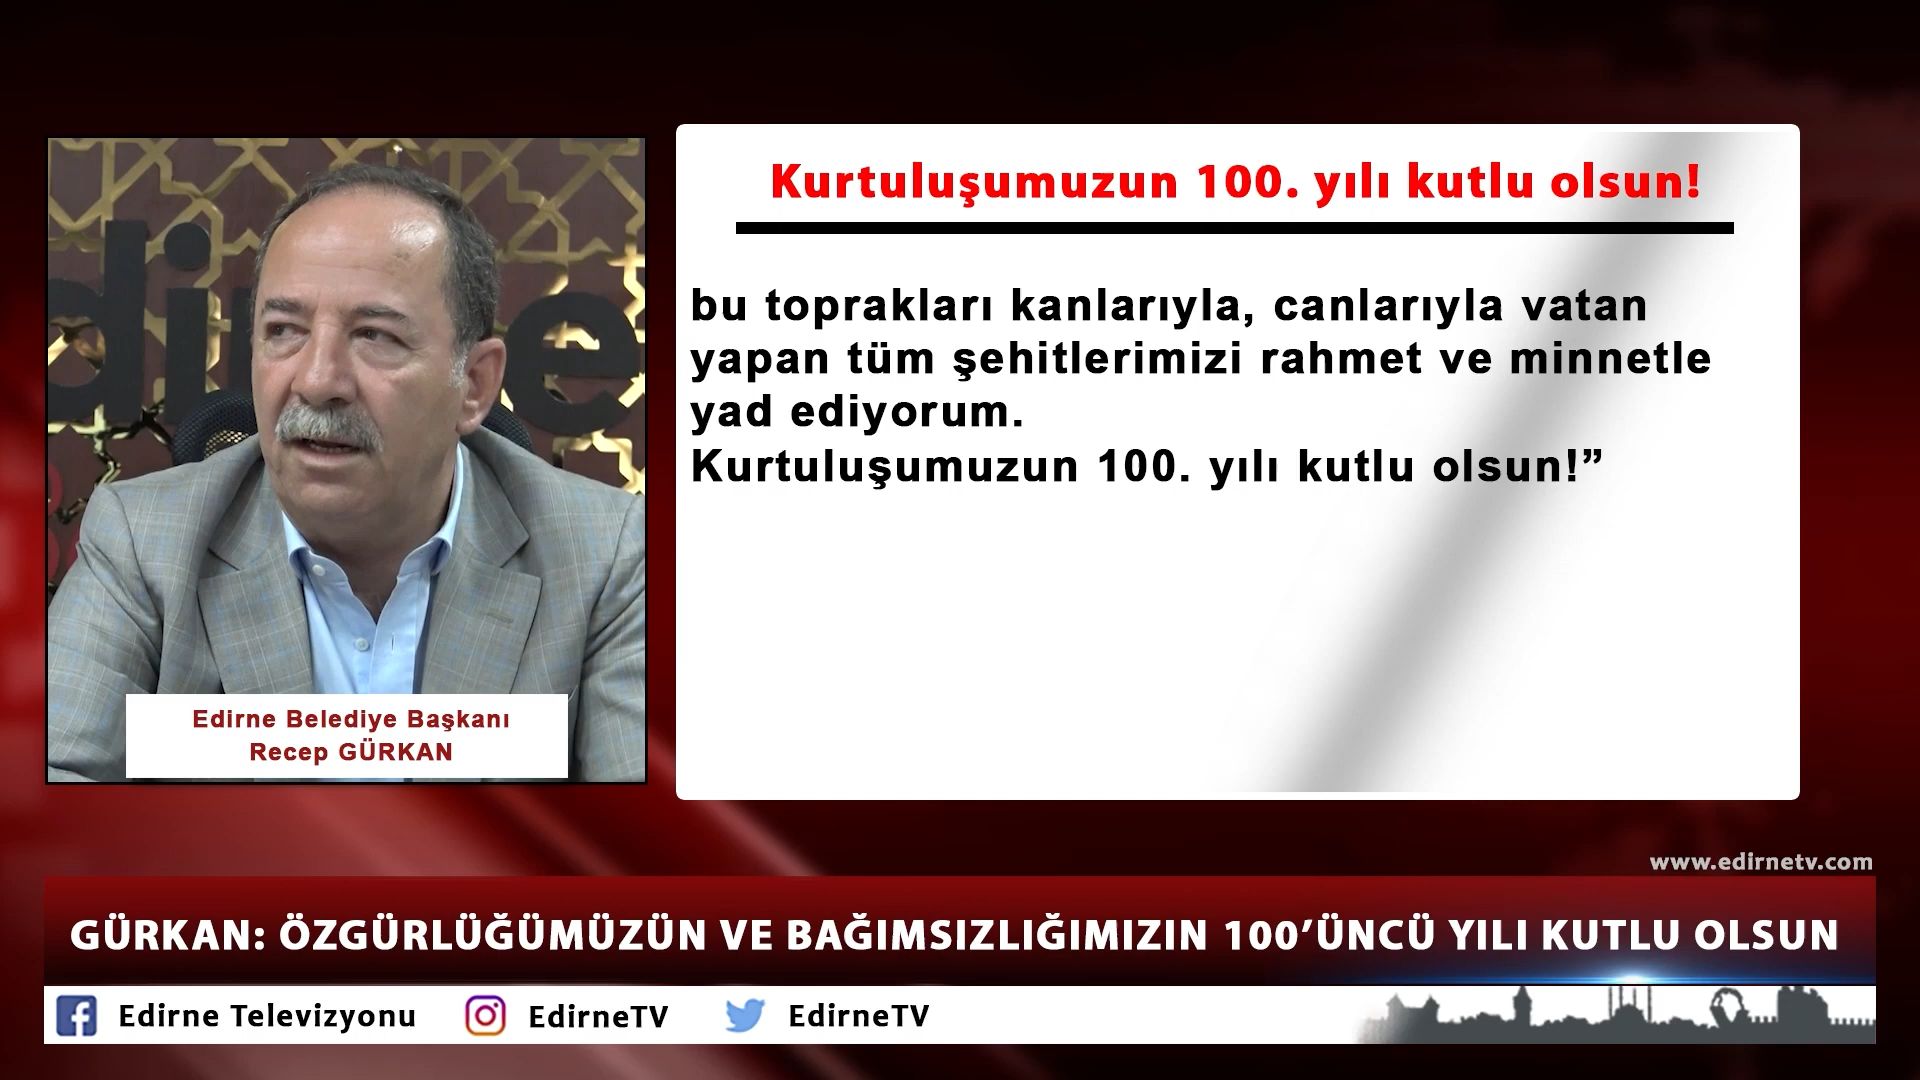 Kurtuluşumuzun 100. yılı kutlu olsun!
bu toprakları kanlarıyla, canlarıyla vatan
yapan tüm şehitlerimizi rahmet ve minnetle
yad ediyorum.
Kurtuluşumuzun 100. yılı kutlu olsun!”
dirne
Edirne Belediye Başkanı
Recep GÜRKAN
www.edirnetv.com
GÜRKAN: ÖZGÜRLÜĞÜMÜZÜN VE BAĞIMSIZLIĞIMIZIN 100’ÜNCÜ YILI KUTLU OLSUN
Edirne Televizyonu
EdirneTV
EdirneTV